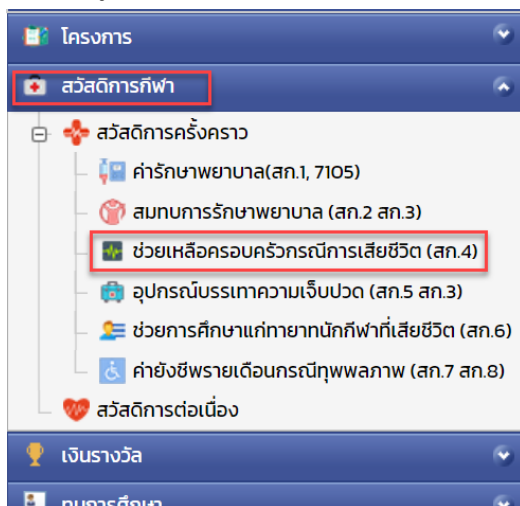 โครงการ
สวัสดิการกีฬา
สวัสดิการครั้งคราว
ค่ารักษาพยาบาล(สก.1, 7105)
สมทบการรักษาพยาบาล (สก.2 สก.3)
ช่วยเหลือครอบครัวกรณีการเสียชีวิต (สก.4)
อุปกรณ์บรรเทาความเจ็บปวด (สก.5 สก.3)
ช่วยการศึกษาแก่ทายาทนักกีฬาที่เสียชีวิต (สก.6)
ค่ายังชีพรายเดือนกรณีทุพพลภาพ (สก.7 สก.8)
สวัสดิการต่อเนื่อง
เงินรางวัล
ทุนการศึกษา